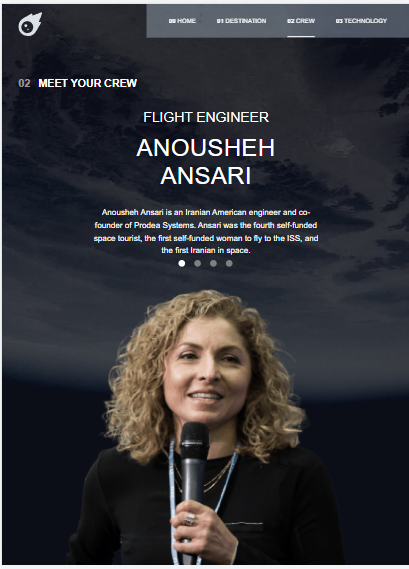 00 HOME 01 DESTINATION 02 CREW 03 TECHNOLOGY
02 MEET YOUR CREW
FLIGHT ENGINEER
ANOUSHEH
ANSARI
Anousheh Ansari is an Iranian American engineer and co-
founder of Prodea Systems. Ansari was the fourth self-funded
space tourist, the first self-funded woman to fly to the ISS, and
the first Iranian in space.